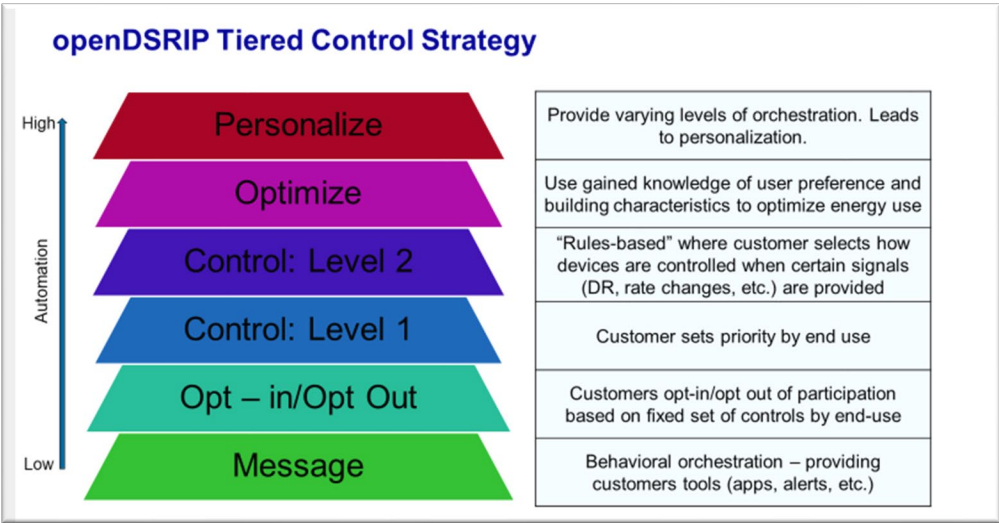 openDSRIP Tiered Control Strategy
High
Automation
Low
Personalize
Provide varying levels of orchestration. Leads
to personalization.
Optimize
Use gained knowledge of user preference and
building characteristics to optimize energy use
Control: Level 2
“Rules-based” where customer selects how
devices are controlled when certain signals
(DR, rate changes, etc.) are provided
Control: Level 1
Customer sets priority by end use
Opt – in/Opt Out
Customers opt-in/opt out of participation
based on fixed set of controls by end-use
Message
Behavioral orchestration – providing
customers tools (apps, alerts, etc.)